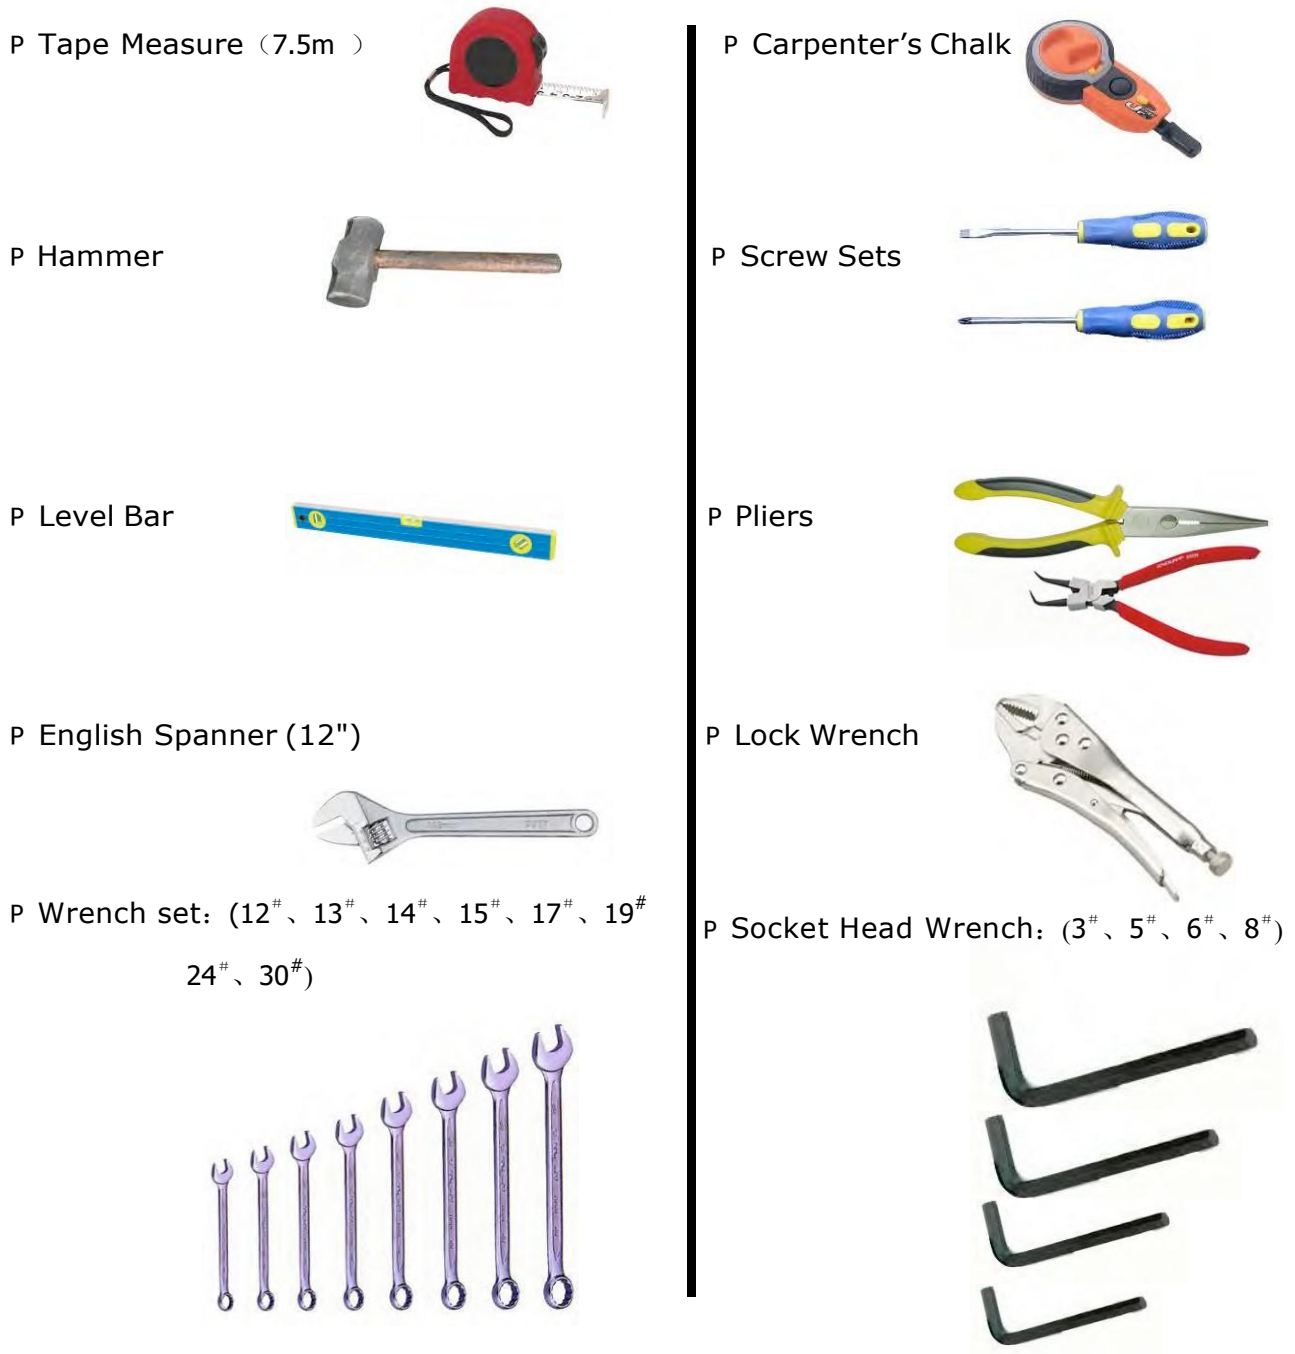 P Tape Measure（7.5m ）
P Hammer
P Level Bar
P English Spanner (12")
P Wrench set: (12#、13#、14#、15#、17#、19#
24#、30#)
P Carpenter’s Chalk
P Screw Sets
P Pliers
P Lock Wrench
P Socket Head Wrench: (3#、5#、6#、8#)